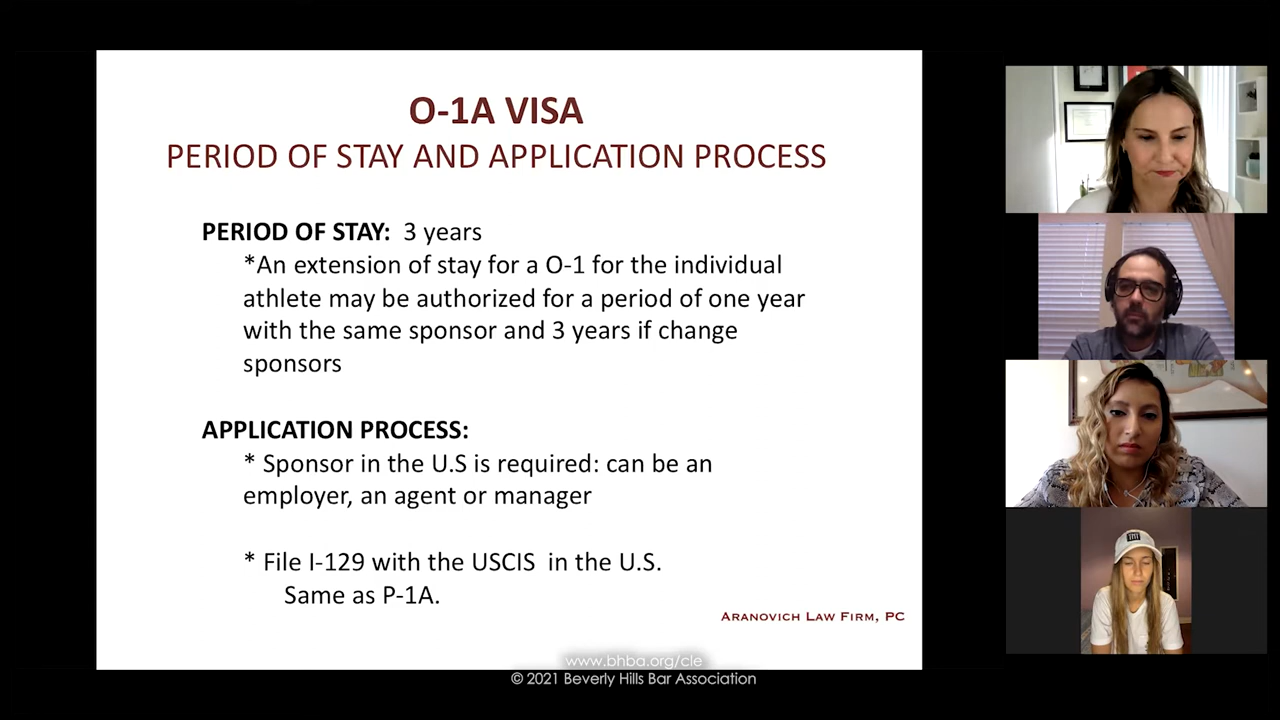 O-1A VISA
PERIOD OF STAY AND APPLICATION PROCESS
PERIOD OF STAY: 3 years
*An extension of stay for a O-1 for the individual
athlete may be authorized for a period of one year
with the same sponsor and 3 years if change
sponsors
APPLICATION PROCESS:
* Sponsor in the U.S is required: can be an
employer, an agent or manager
* File I-129 with the USCIS in the U.S.
Same as P-1A.
ARANOVICH LAW FIRM, PC
www.bhba.org/cle
© 2021 Beverly Hills Bar Association